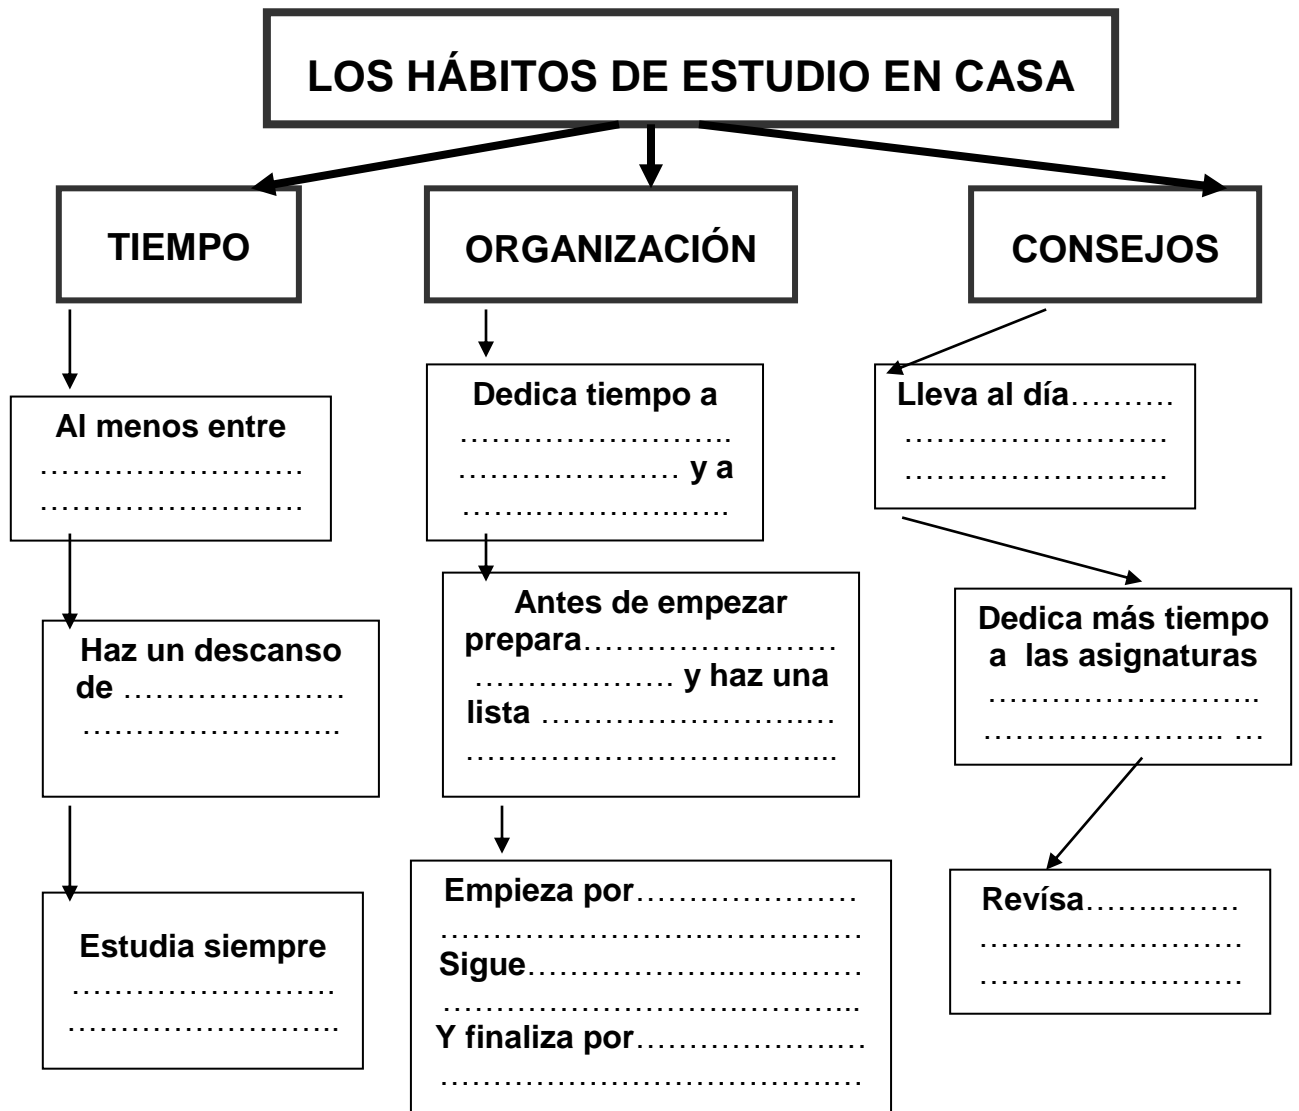 LOS HÁBITOS DE ESTUDIO EN CASA
TIEMPO
ORGANIZACIÓN
CONSEJOS
Al menos entre
……………………….
……………………….
Haz un descanso
de …………………
………………..…..
Estudia siempre
……………………….
……………………….
Dedica tiempo a
……………………..
………………… y a
…….…………..…..
Antes de empezar
prepara……………………
………………. y haz una
lista ……………………….…
………………………..…....
Empieza por…………………
……………………………………
Sigue…………………..…………
…………………………………...
Y finaliza por……………….…
……………………………………
Lleva al día……….
…………………….
…………………….
Dedica más tiempo
a las asignaturas
……………………..
………………….. …
Revísa……..…….
…………………….
…………………….